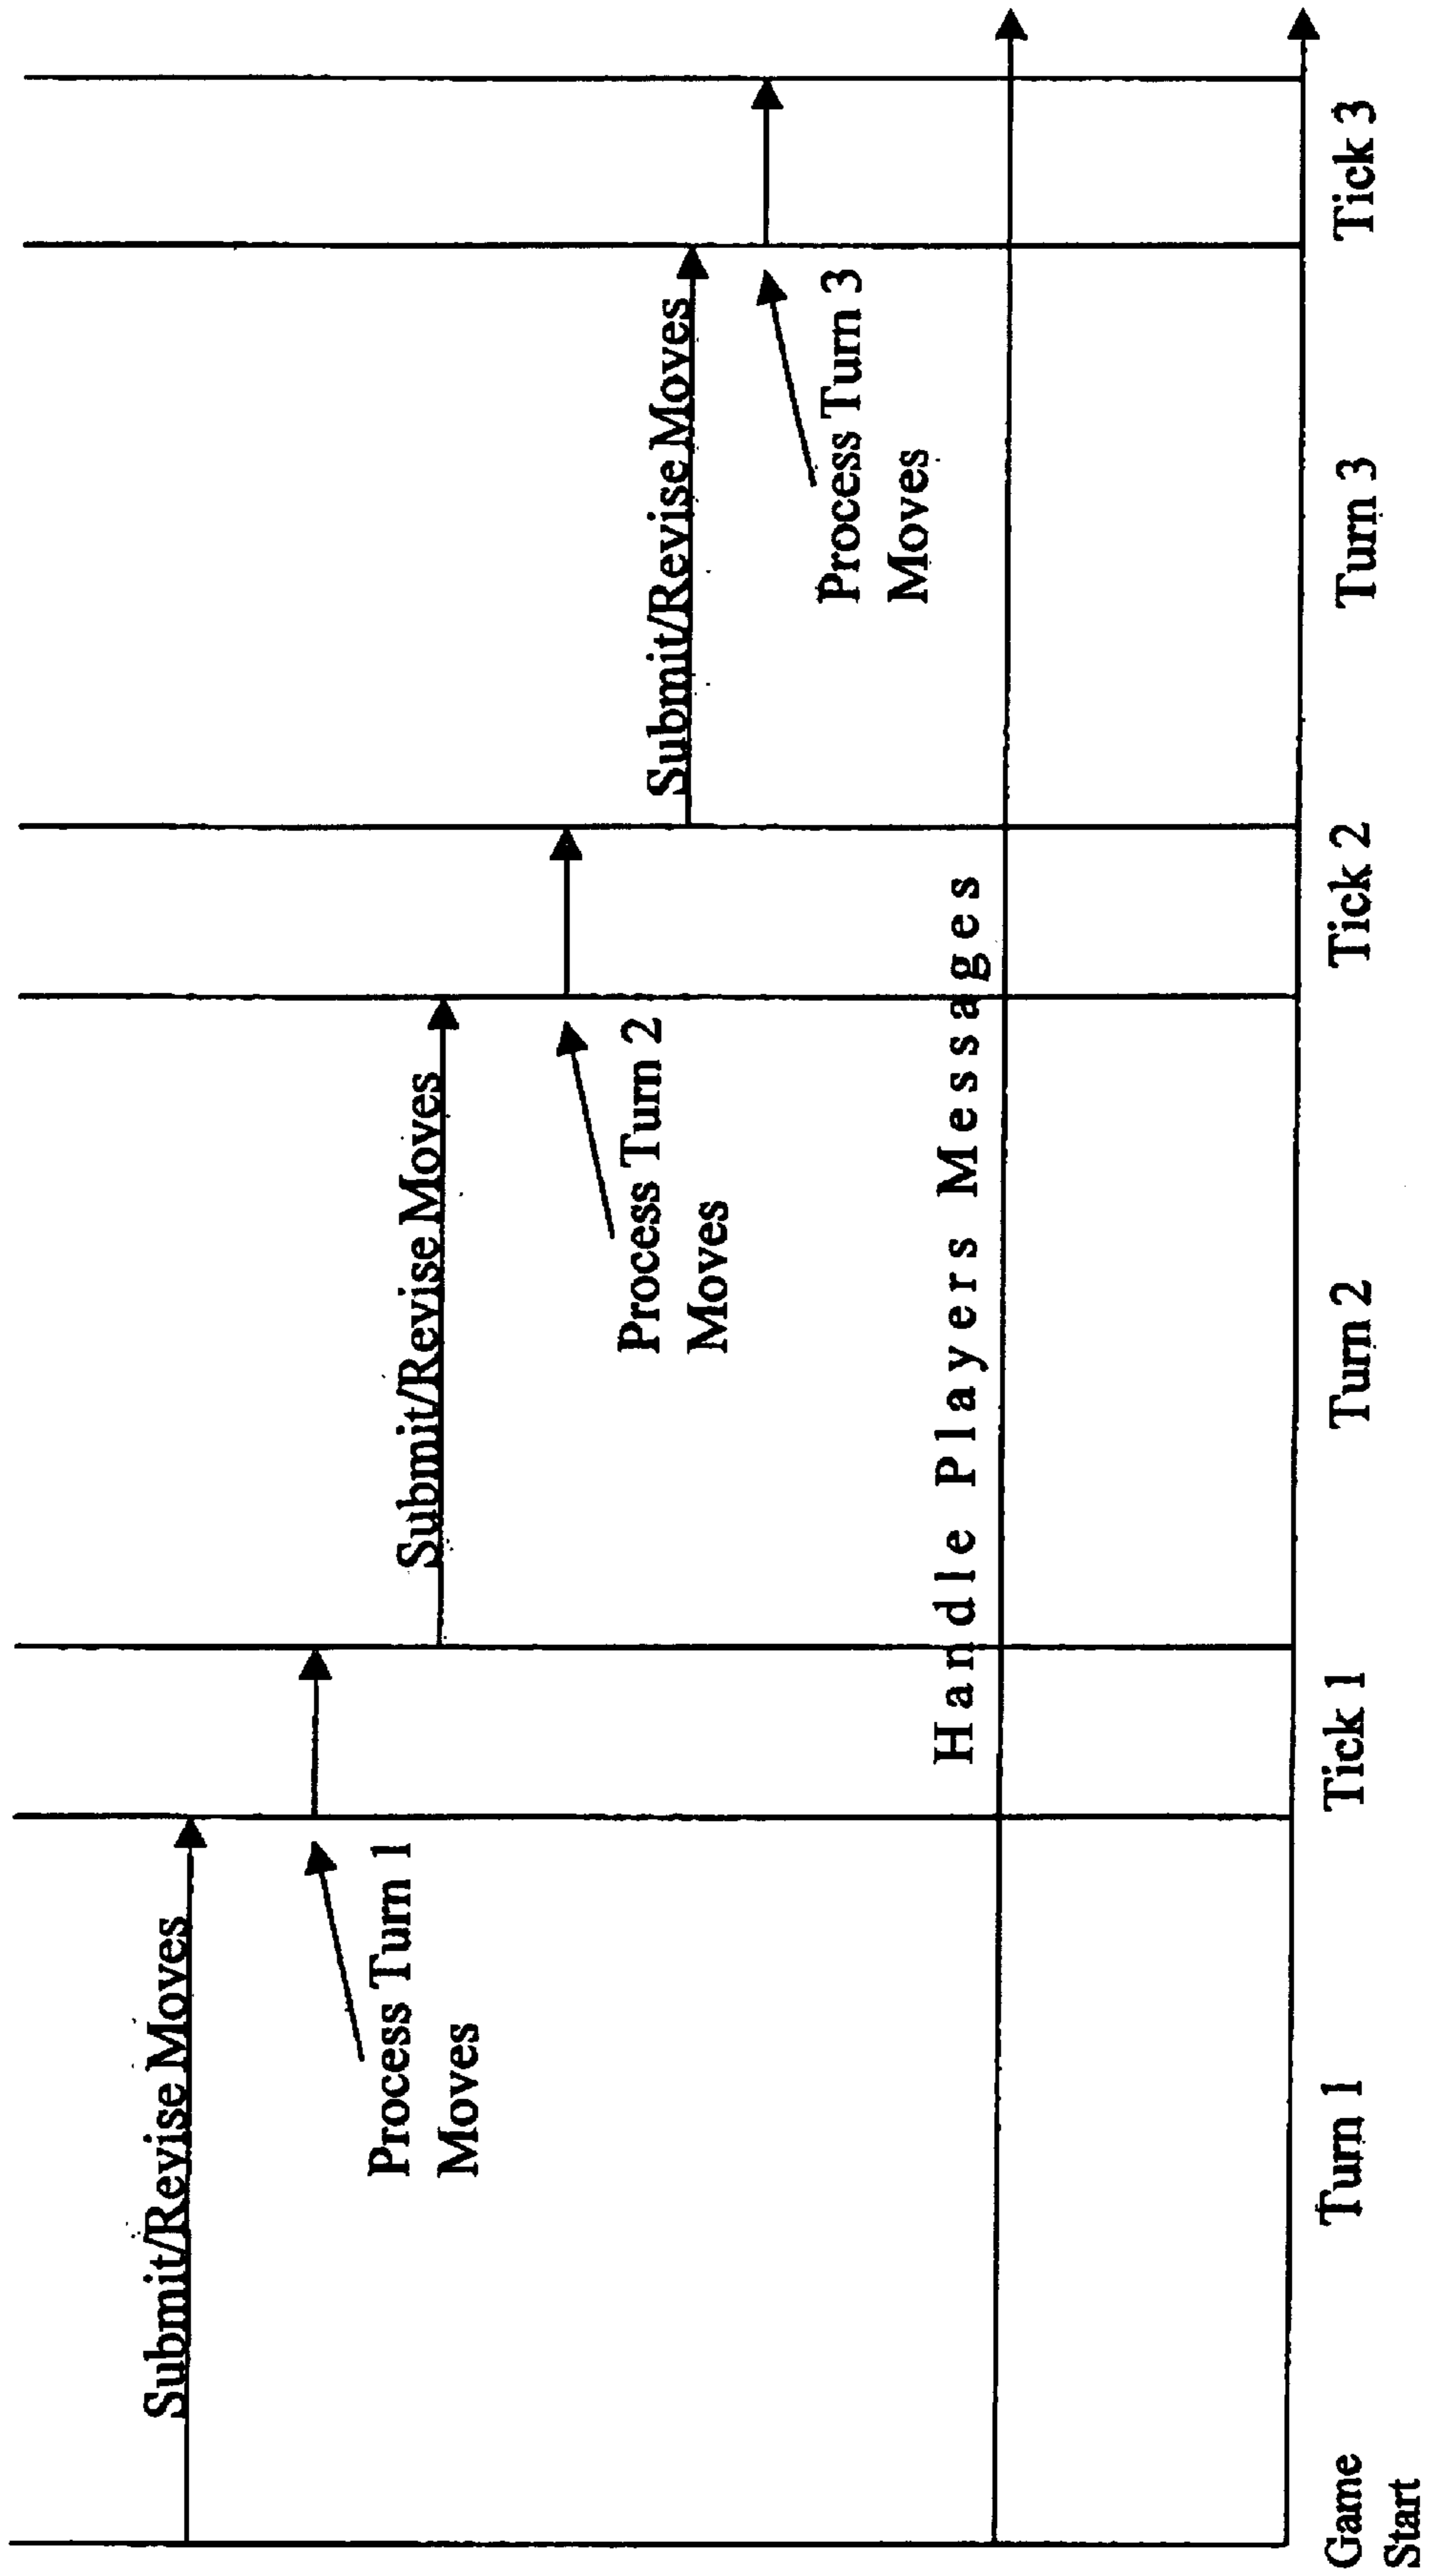 Submit/Revise Moves
Process Turn 1
Moves
Submit/Revise Moves
Process Turn 2
Moves
Submit/Revise Moves
Process Turn 3
Moves
Handle Players Messages
Game
Start
Turn 1
Tick 1
Turn 2
Tick 2
Turn 3
Tick 3